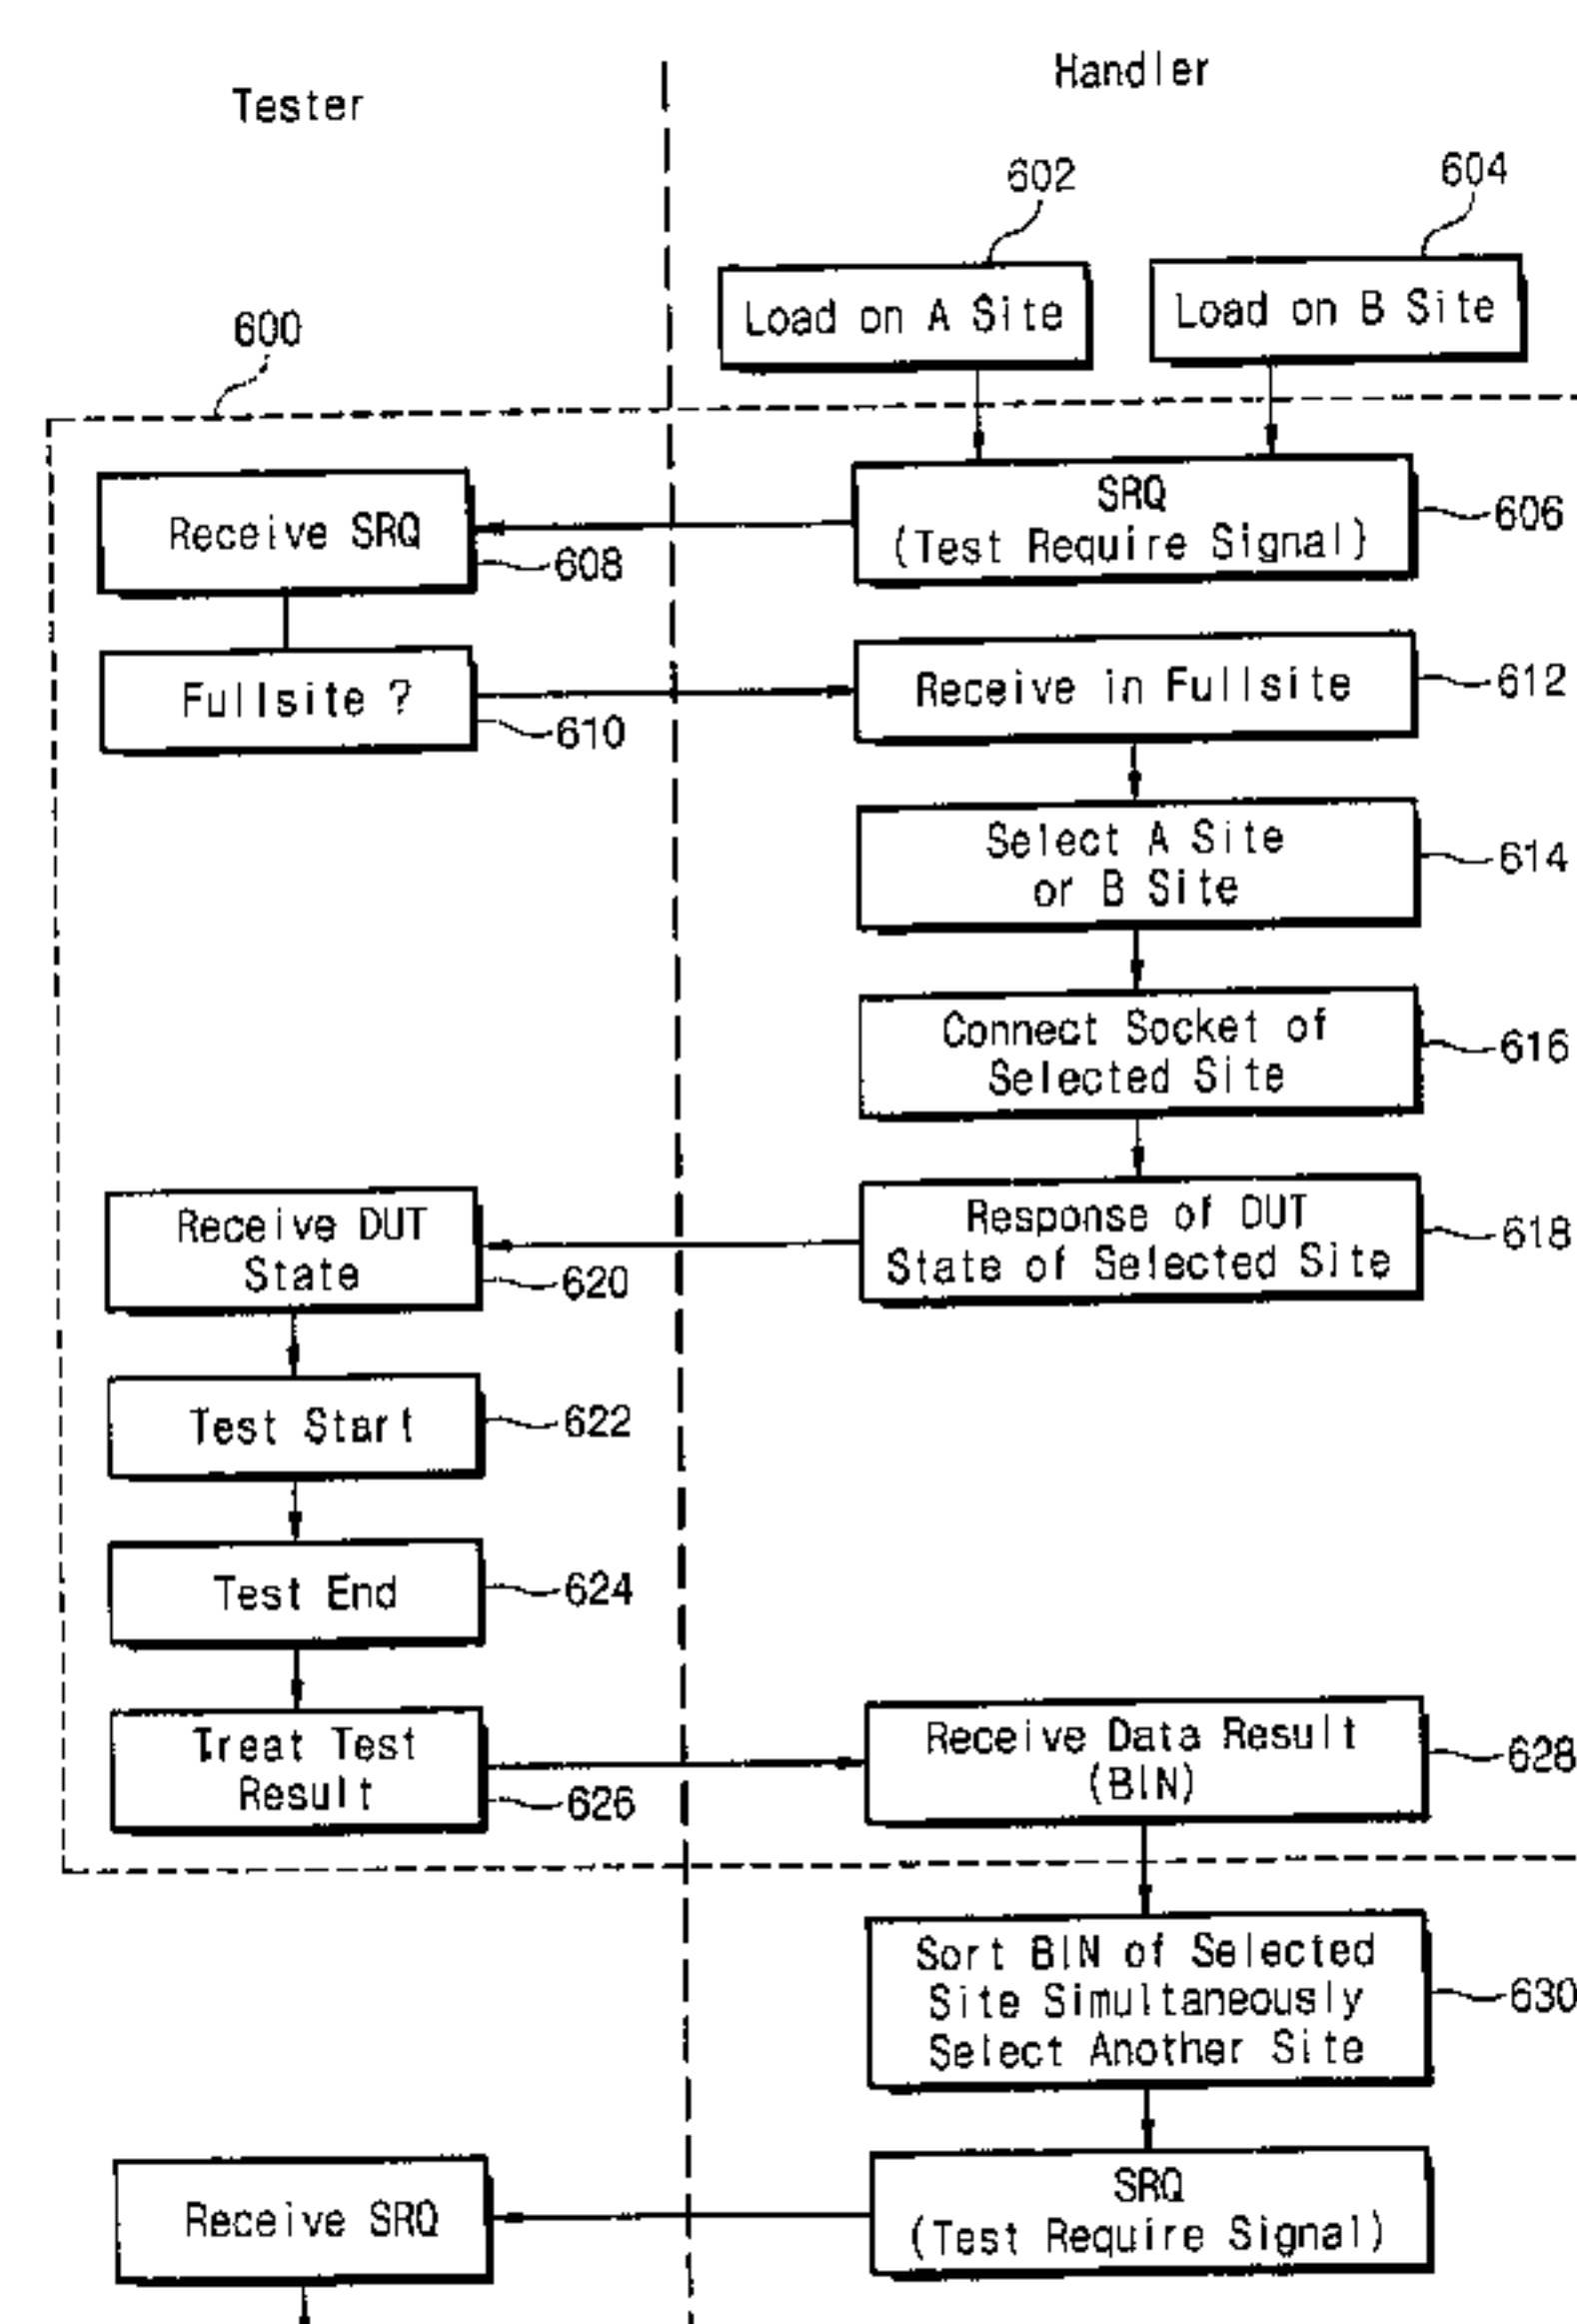 Tester
Handler
602
604
Load on A Site
Load on B Site
600
SRQ
(Test Require Signal)
606
Receive SRQ
608
Fullsite ?
610
Receive in Fullsite
612
Select A Site
or B Site
614
Connect Socket of
Selected Site
616
Response of DUT
State of Selected Site
618
Receive DUT
State
620
Test Start
622
Test End
624
Treat Test
Result
626
Receive Data Result
(BIN)
628
Sort BIN of Selected
Site Simultaneously
Select Another Site
630
SRQ
(Test Require Signal)
Receive SRQ